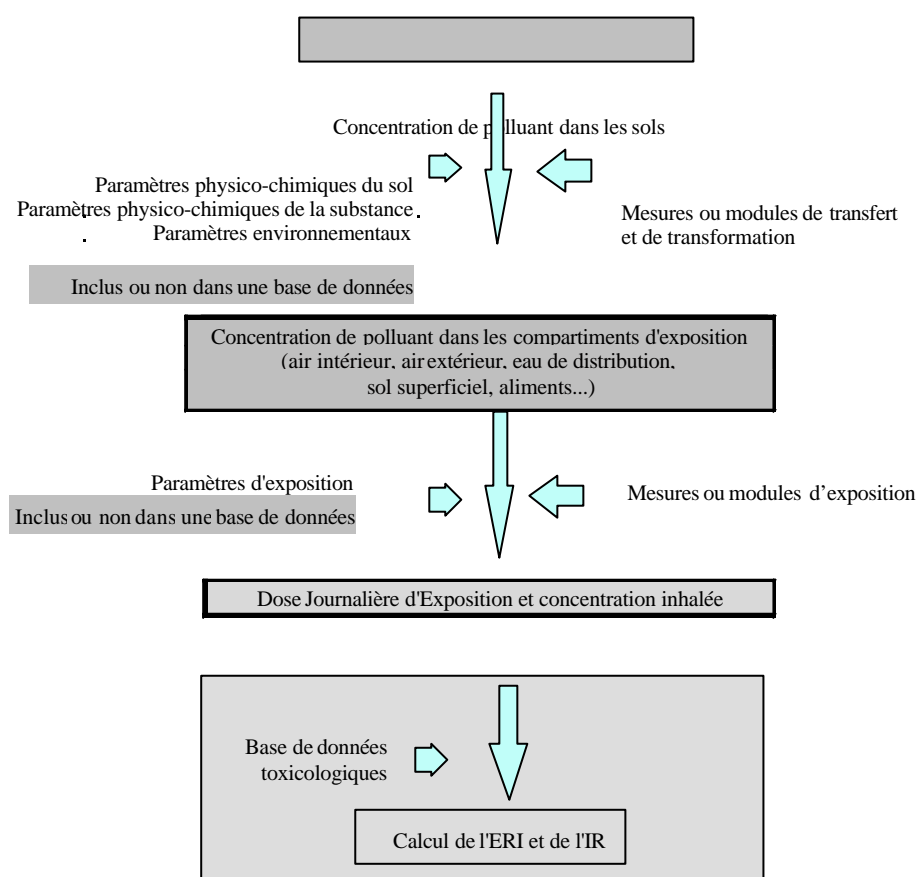 Concentration de polluant dans les sols
Paramètres physico-chimiques du sol
Paramètres physico-chimiques de la substance
Paramètres environnementaux
Mesures ou modules de transfert
et de transformation
Inclus ou non dans une base de données
Concentration de polluant dans les compartiments d'exposition
(air intérieur, air extérieur, eau de distribution,
sol superficiel, aliments...)
Paramètres d'exposition
Inclus ou non dans une base de données
Mesures ou modules d’exposition
Dose Journalière d'Exposition et concentration inhalée
Base de données
toxicologiques
Calcul de l'ERI et de l'IR